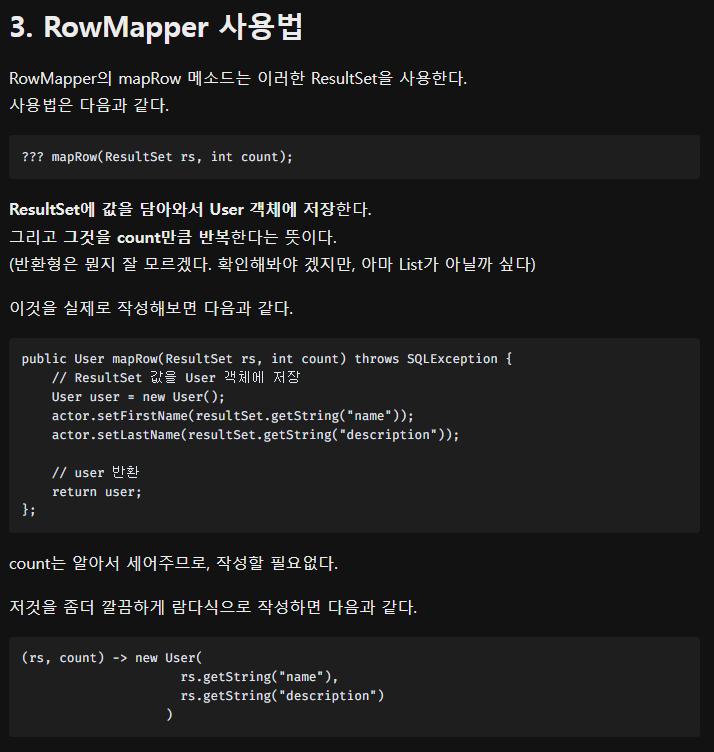 3. RowMapper 사용법
RowMapper의 mapRow 메소드는 이러한 ResultSet을 사용한다.
사용법은 다음과 같다.
??? mapRow(ResultSet rs, int count);
ResultSet에 값을 담아와서 User 객체에 저장한다.
그리고 그것을 count만큼 반복한다는 뜻이다.
(반환형은 뭔지 잘 모르겠다. 확인해봐야 겠지만, 아마 List가 아닐까 싶다)
이것을 실제로 작성해보면 다음과 같다.
public User mapRow(ResultSet rs, int count) throws SQLException {
    // ResultSet 값을 User 객체에 저장
    User user = new User();
    actor.setFirstName(resultSet.getString("name"));
    actor.setLastName(resultSet.getString("description"));
    // user 반환
    return user;
};
count는 알아서 세어주므로, 작성할 필요없다.
저것을 좀더 깔끔하게 람다식으로 작성하면 다음과 같다.
(rs, count) -> new User(
                     rs.getString("name"),
                     rs.getString("description")
                   )